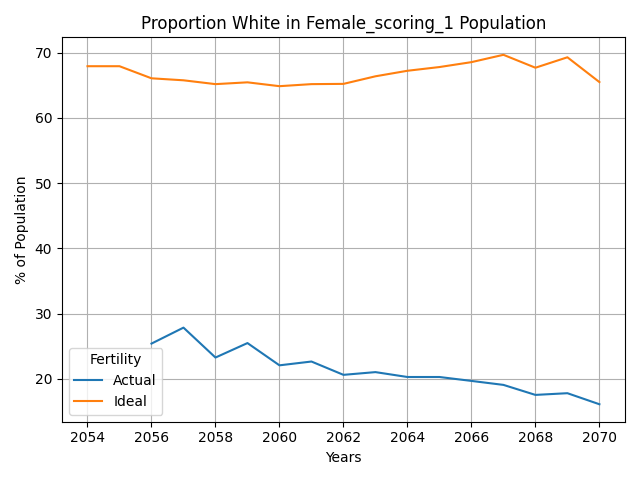 Proportion White in Female_scoring_1 Population
% of Population
70
60
50
40
30
20
Fertility
Actual
Ideal
2054 2056 2058 2060 2062 2064 2066 2068 2070
Years